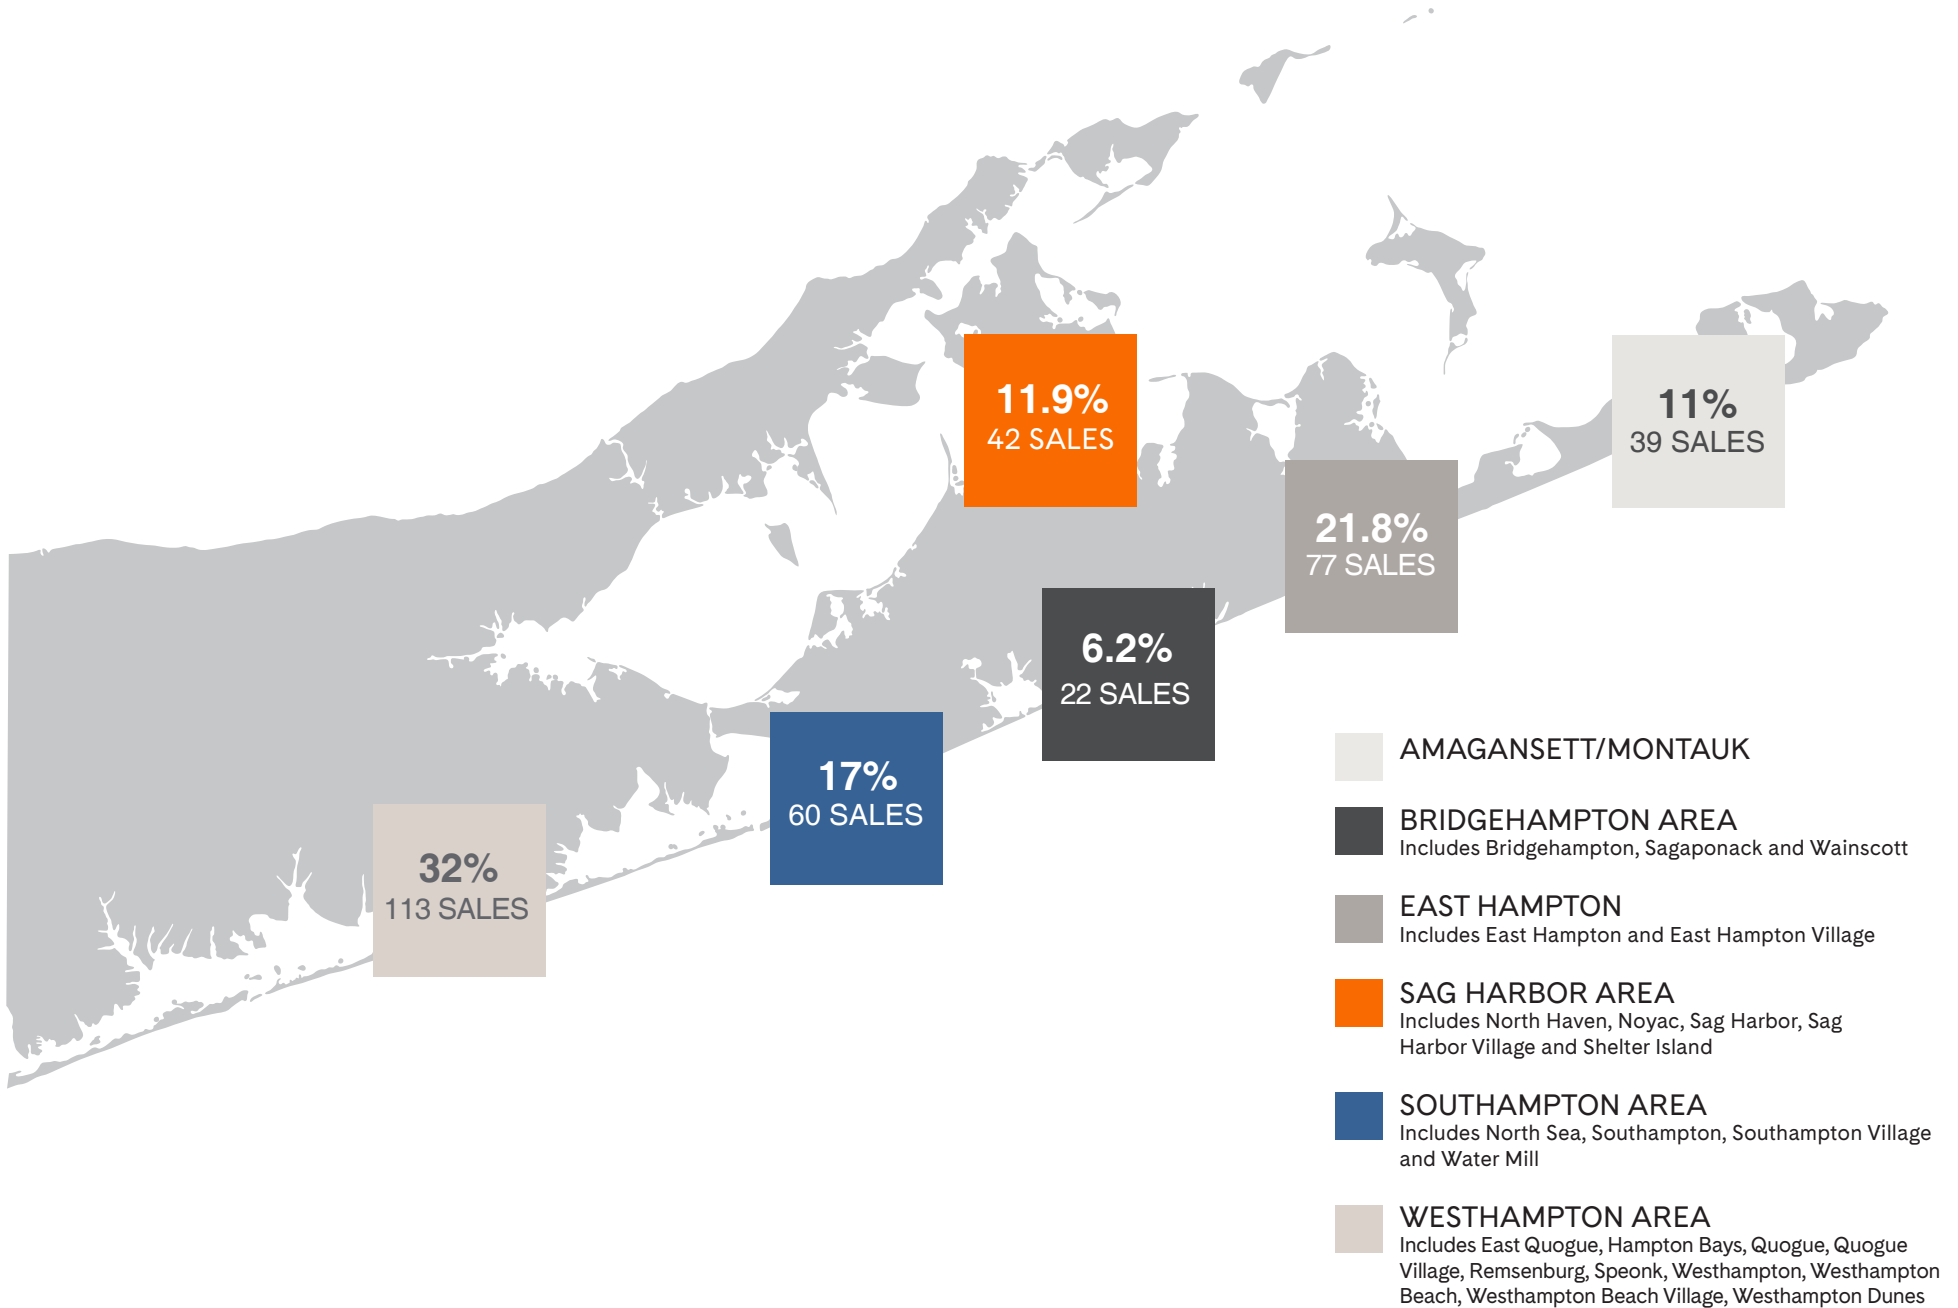 11.9%
42 SALES
11%
39 SALES
21.8%
77 SALES
6.2%
22 SALES
17%
60 SALES
32%
113 SALES
AMAGANSETT/MONTAUK
BRIDGEHAMPTON AREA
Includes Bridgehampton, Sagaponack and Wainscott
EAST HAMPTON
Includes East Hampton and East Hampton Village
SAG HARBOR AREA
Includes North Haven, Noyac, Sag Harbor, Sag
Harbor Village and Shelter Island
SOUTHAMPTON AREA
Includes North Sea, Southampton, Southampton Village
and Water Mill
WESTHAMPTON AREA
Includes East Quogue, Hampton Bays, Quogue, Quogue
Village, Remsenburg, Speonk, Westhampton, Westhampton
Beach, Westhampton Beach Village, Westhampton Dunes